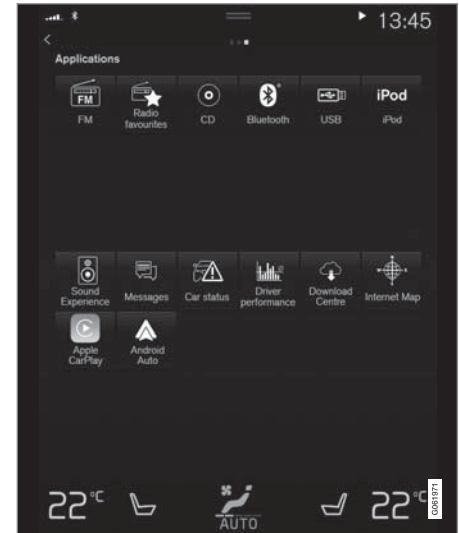 13:45
Applications
FM
iPod
FM
Radio
favourites
CD
Bluetooth
USB
iPod
Sound
Experience
Messages
Car status
Driver
performance
Download
Centre
Internet Map
Apple
CarPlay
Android
Auto
22°C
22°C
AUTO
G061971